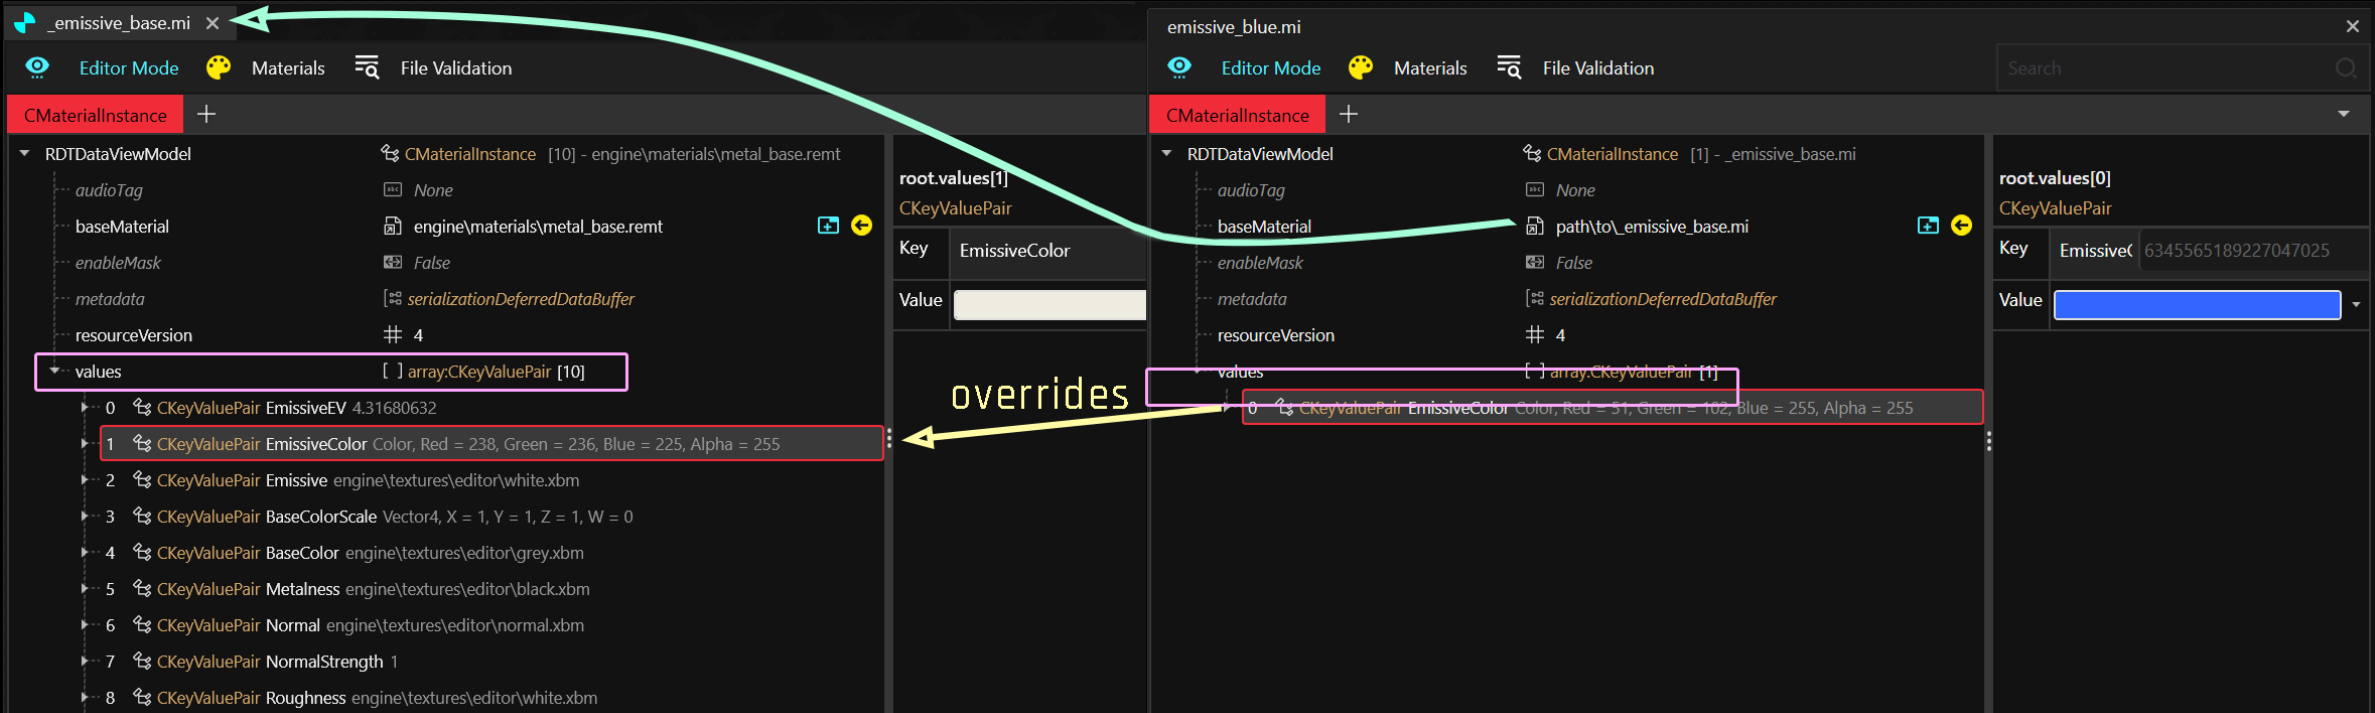 _emissive_base.mi
Editor Mode Materials File Validation
CMaterialInstance
RDTDataViewModel CMaterialInstance [10] - engine\materials\metal_base.remt
audioTag None
baseMaterial engine\materials\metal_base.remt
enableMask False
metadata serializationDeferredDataBuffer
resourceVersion 4
values [ ] array:CKeyValuePair [10]
0 CKeyValuePair EmissiveEV 4.31680632
1 CKeyValuePair EmissiveColor Color, Red = 238, Green = 236, Blue = 225, Alpha = 255
2 CKeyValuePair Emissive engine\textures\editor\white.xbm
3 CKeyValuePair BaseColorScale Vector4, X = 1, Y = 1, Z = 1, W = 0
4 CKeyValuePair BaseColor engine\textures\editor\grey.xbm
5 CKeyValuePair Metalness engine\textures\editor\black.xbm
6 CKeyValuePair Normal engine\textures\editor\normal.xbm
7 CKeyValuePair NormalStrength 1
8 CKeyValuePair Roughness engine\textures\editor\white.xbm
root.values[1]
CKeyValuePair
Key EmissiveColor
Value
overrides
emissive_blue.mi
Editor Mode Materials File Validation
Search
CMaterialInstance
RDTDataViewModel CMaterialInstance [1] - _emissive_base.mi
audioTag None
baseMaterial path\to\_emissive_base.mi
enableMask False
metadata serializationDeferredDataBuffer
resourceVersion 4
values [ ] array:CKeyValuePair [1]
0 CKeyValuePair EmissiveColor Color, Red = 51, Green = 102, Blue = 255, Alpha = 255
root.values[0]
CKeyValuePair
Key EmissiveC 6345565189227047025
Value